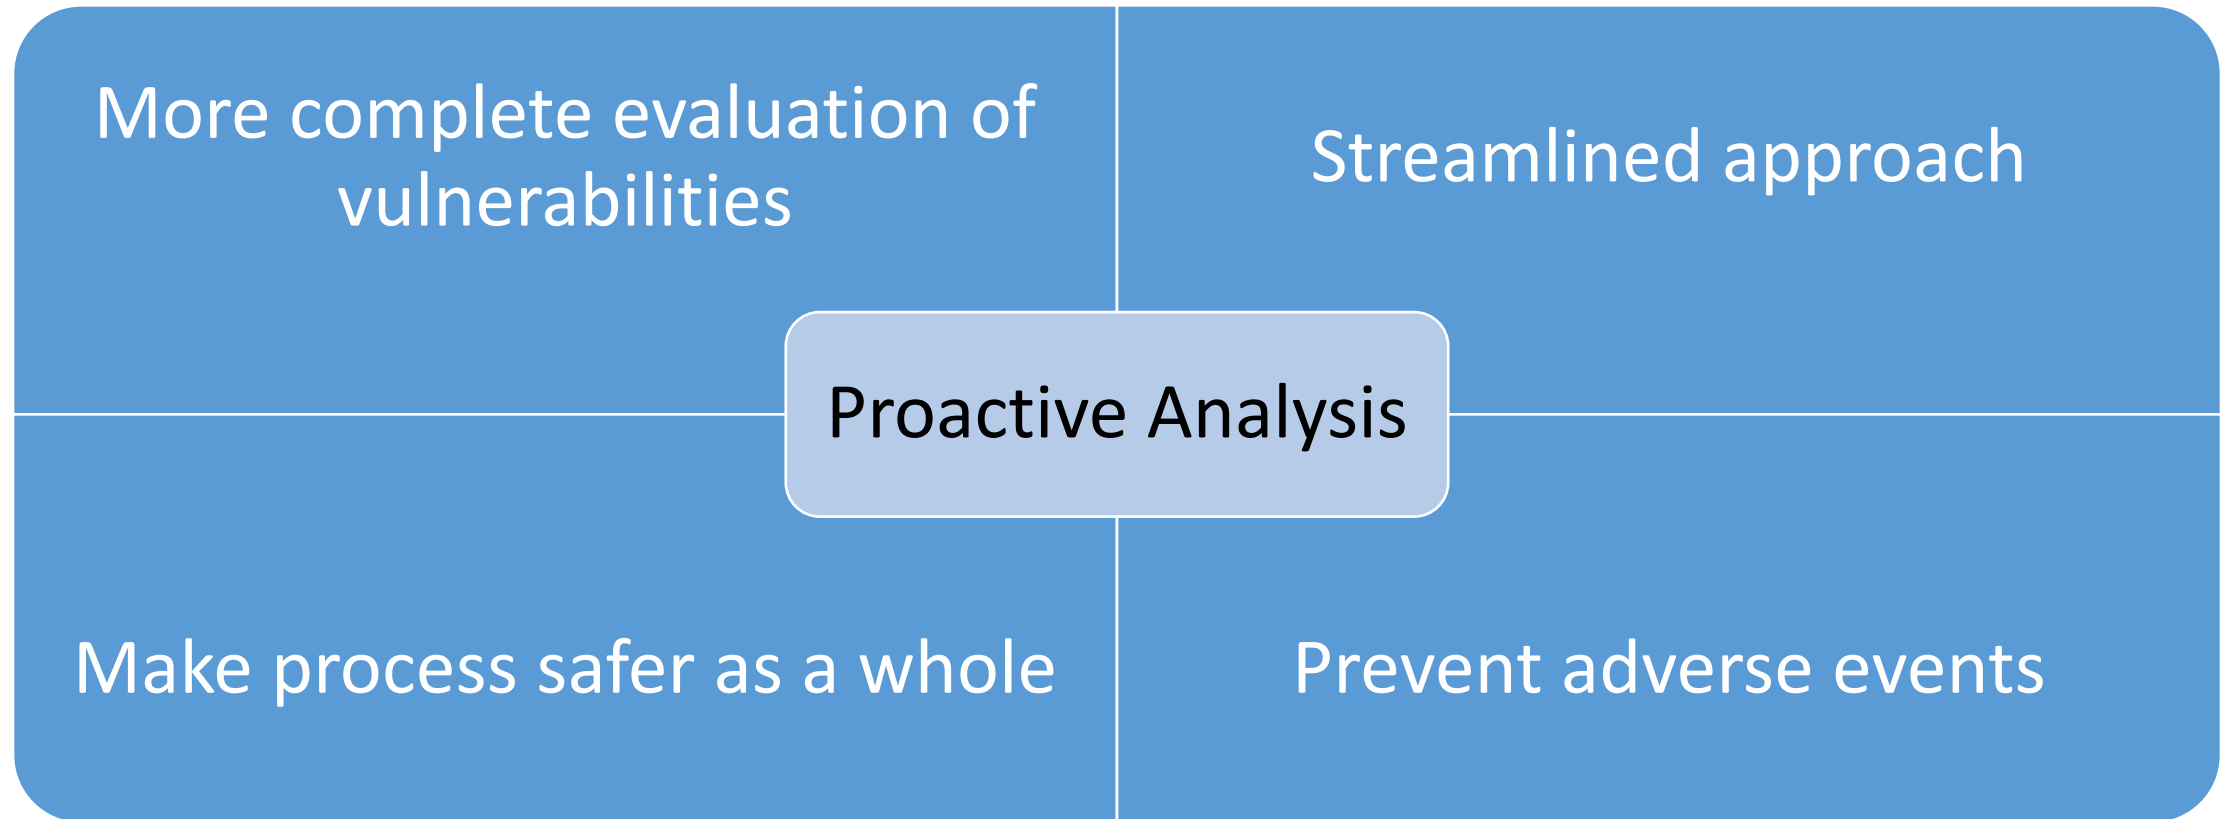 More complete evaluation of
vulnerabilities
Streamlined approach
Proactive Analysis
Make process safer as a whole
Prevent adverse events